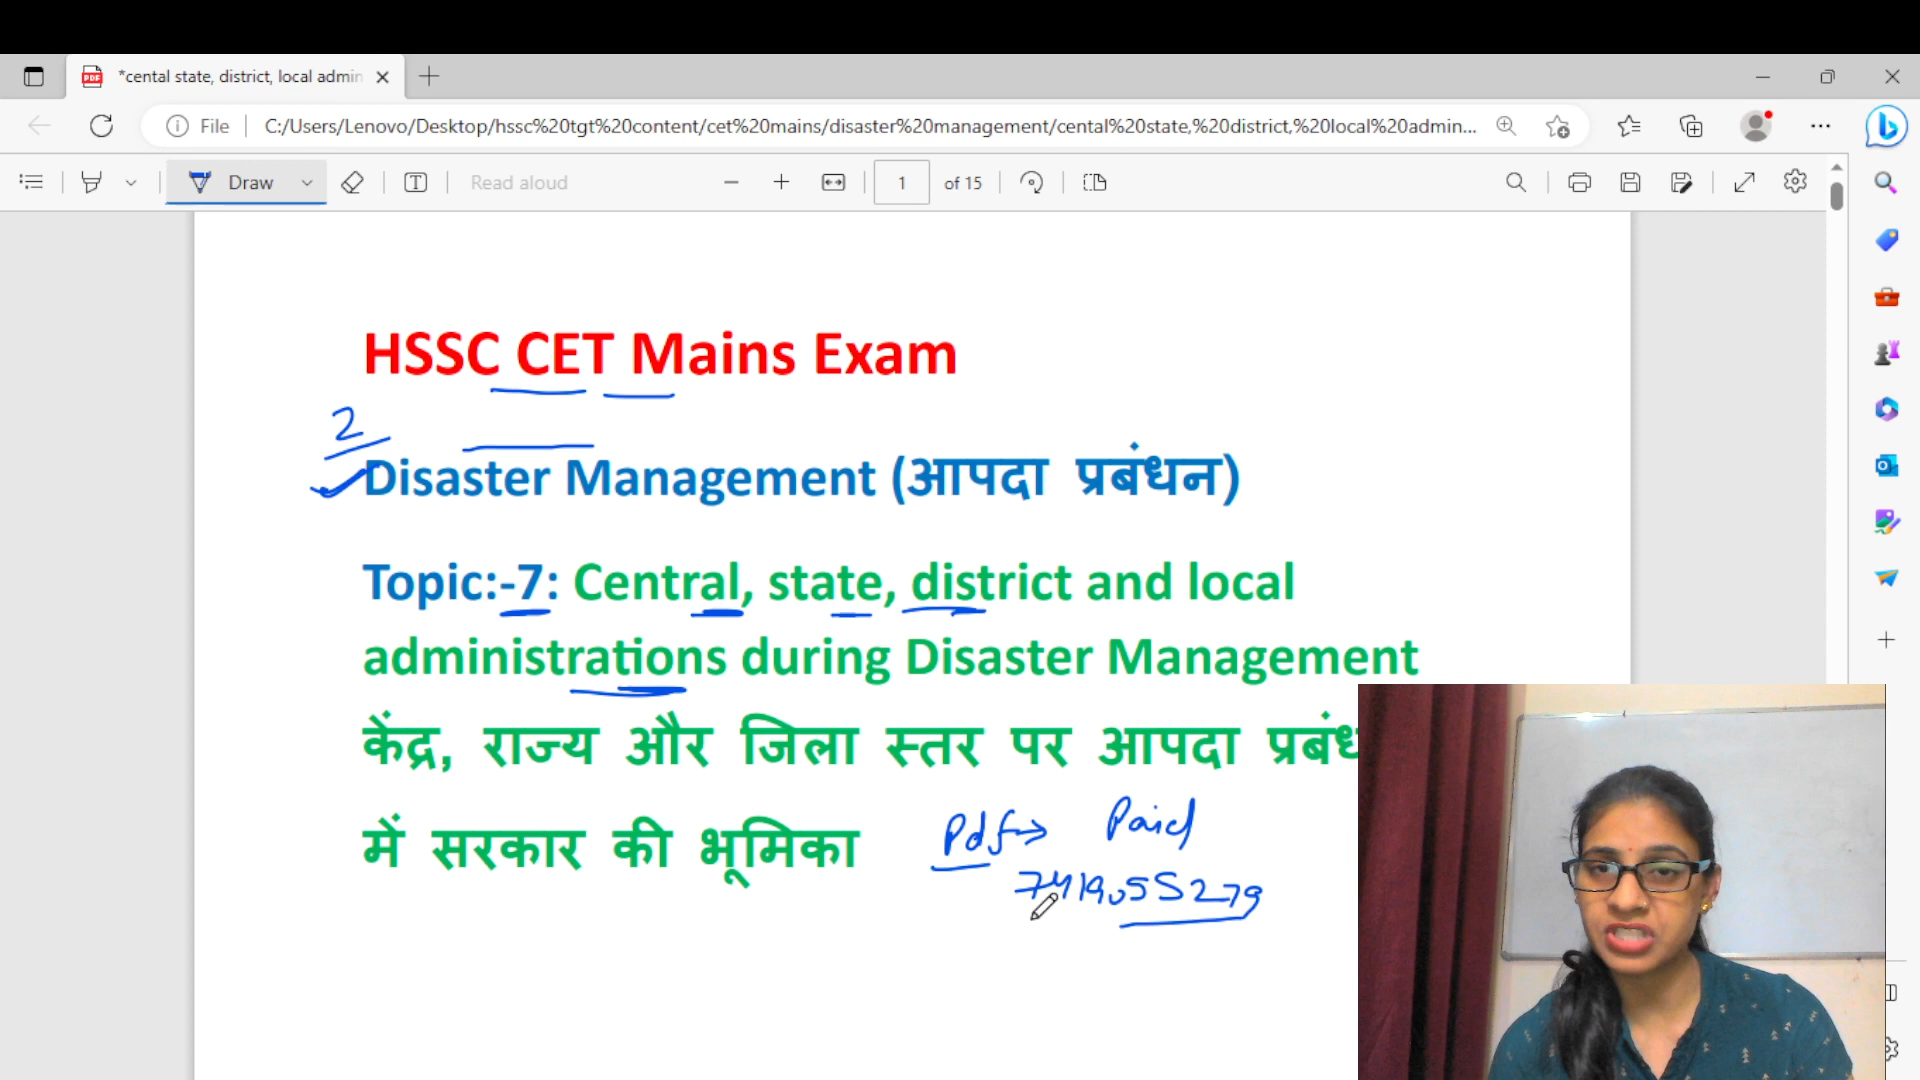 *cental state, district, local admin
File
C:/Users/Lenovo/Desktop/hssc%20tgt%20content/cet%20mains/disaster%20management/cental%20state,%20district,%20local%20admin...
Draw
Read aloud
1
of 15
HSSC CET Mains Exam
2
Disaster Management (आपदा प्रबंधन)
Topic:-7: Central, state, district and local
administrations during Disaster Management
केंद्र, राज्य और जिला स्तर पर आपदा
में सरकार की भूमिका
Pdf→ Paid
7419055279